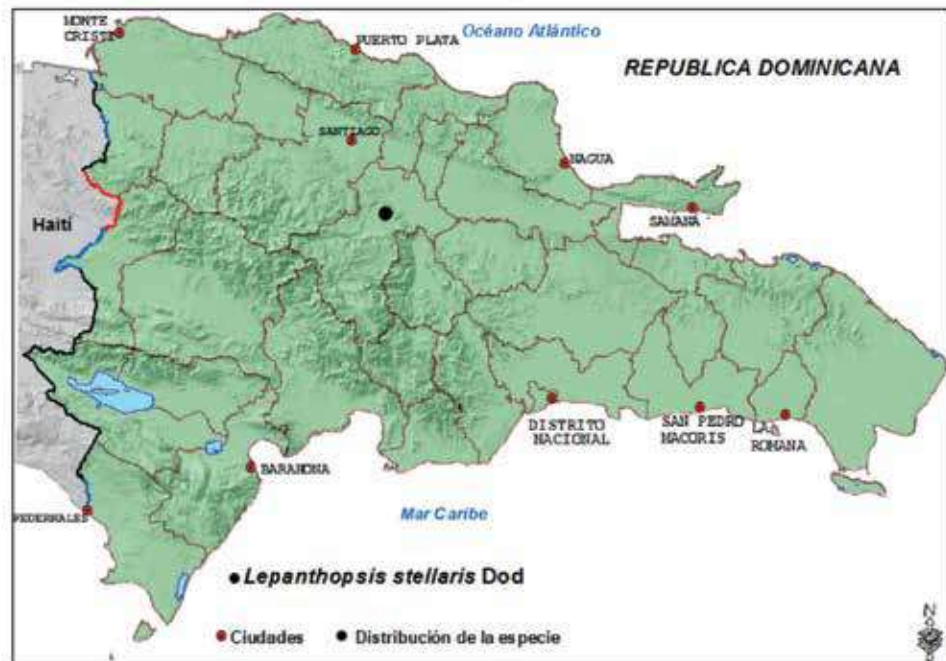 MONTE
CRISTI
PUERTO PLATA
Océano Atlántico
REPUBLICA DOMINICANA
SANTIAGO
NAGUA
SAMANA
Haití
DISTRITO
NACIONAL
SAN PEDRO
MACORIS
LA
ROMANA
BARAHONA
PEDERNALES
Mar Caribe
Lepanthopsis stellaris Dod
Ciudades
Distribución de la especie